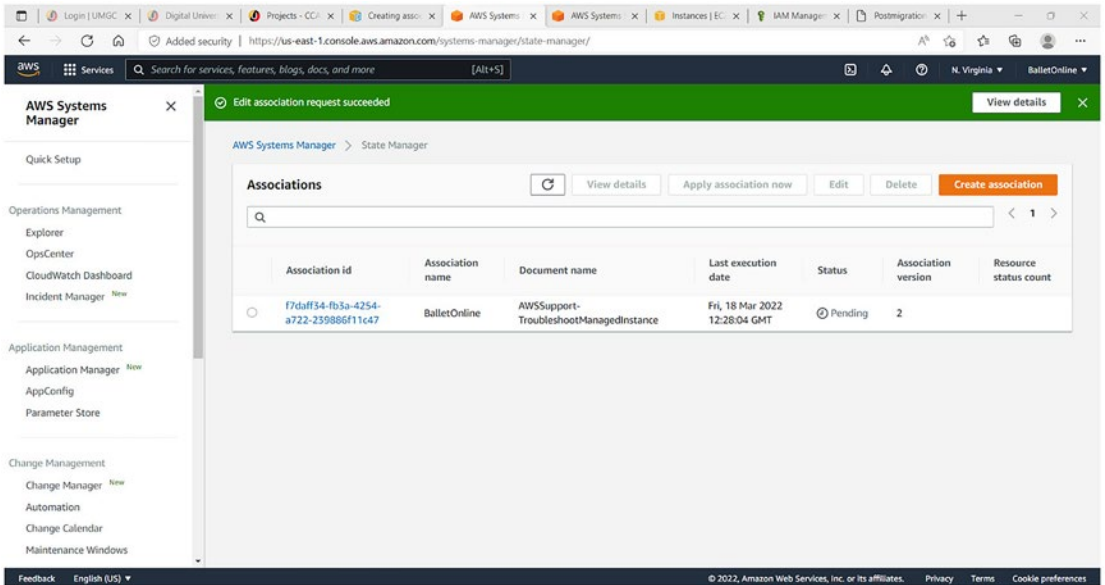 Login | UMGC
Digital Univer
Projects - CCA
Creating asso
AWS Systems
AWS Systems
Instances | EC
IAM Manager
Postmigration
Added security | https://us-east-1.console.aws.amazon.com/systems-manager/state-manager/
aws
Services
Search for services, features, blogs, docs, and more
[Alt+S]
N. Virginia
BalletOnline
AWS Systems
Manager
Quick Setup
Operations Management
Explorer
OpsCenter
CloudWatch Dashboard
Incident Manager New
Application Management
Application Manager New
AppConfig
Parameter Store
Change Management
Change Manager New
Automation
Change Calendar
Maintenance Windows
Edit association request succeeded
View details
AWS Systems Manager > State Manager
Associations
View details
Apply association now
Edit
Delete
Create association
< 1 >
Association id
Association
name
Document name
Last execution
date
Status
Association
version
Resource
status count
f7daff34-fb3a-4254-
a722-239886f11c47
BalletOnline
AWSSupport-
TroubleshootManagedInstance
Fri, 18 Mar 2022
12:28:04 GMT
Pending
2
Feedback
English (US)
© 2022, Amazon Web Services, Inc. or its affiliates.
Privacy
Terms
Cookie preferences